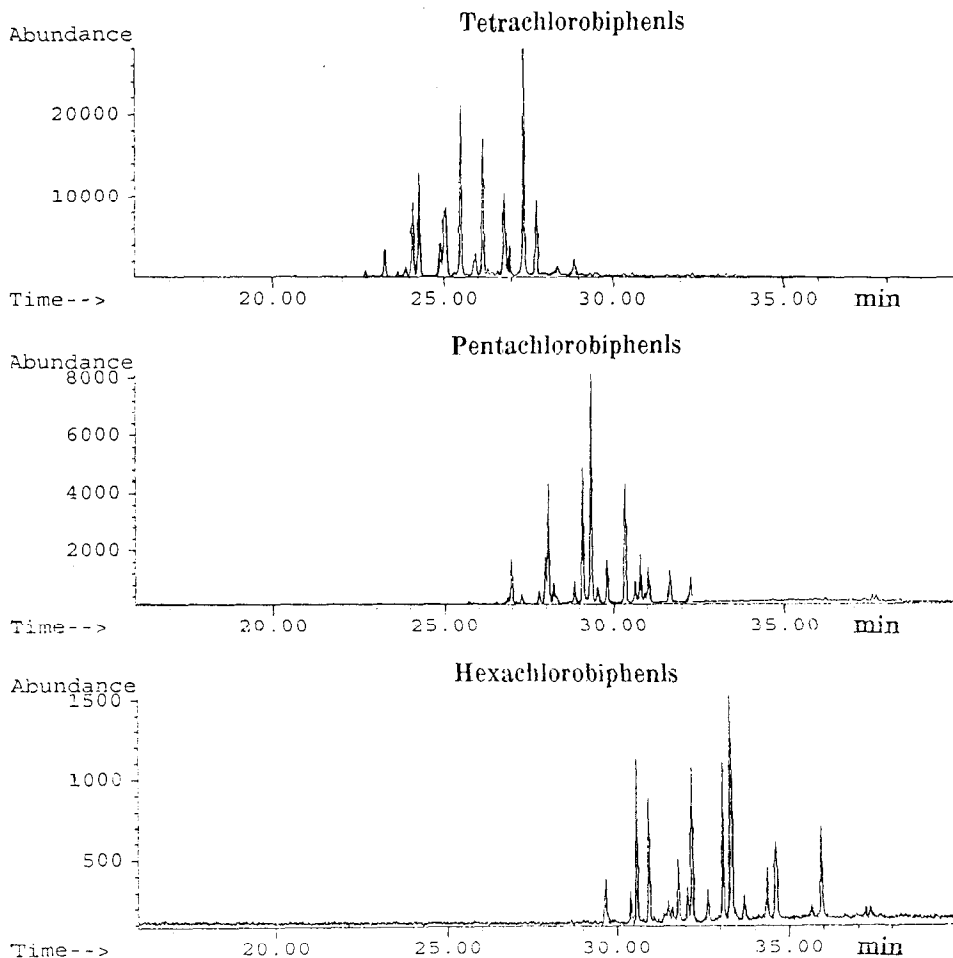 Tetrachlorobiphenls
Abundance
20000
10000
Time--> 20.00 25.00 30.00 35.00 min
Pentachlorobiphenls
Abundance
8000
6000
4000
2000
Time--> 20.00 25.00 30.00 35.00 min
Hexachlorobiphenls
Abundance
1500
1000
500
Time--> 20.00 25.00 30.00 35.00 min